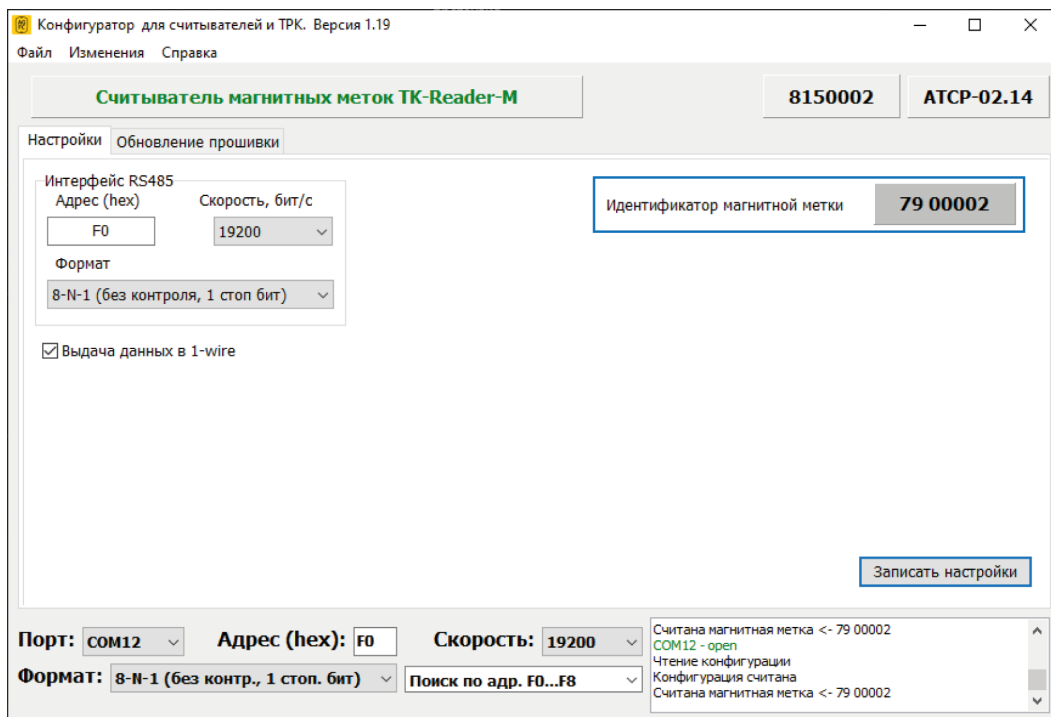 Конфигуратор для считывателей и ТРК. Версия 1.19
Файл Изменения Справка
Считыватель магнитных меток TK-Reader-M
8150002
ATCP-02.14
Настройки Обновление прошивки
Интерфейс RS485
Адрес (hex) Скорость, бит/с
F0 19200
Формат
8-N-1 (без контроля, 1 стоп бит)
Выдача данных в 1-wire
Идентификатор магнитной метки 79 00002
Записать настройки
Порт: COM12 Адрес (hex): F0 Скорость: 19200
Формат: 8-N-1 (без контр., 1 стоп. бит) Поиск по адр. F0...F8
Считана магнитная метка <- 79 00002
COM12 - open
Чтение конфигурации
Конфигурация считана
Считана магнитная метка <- 79 00002